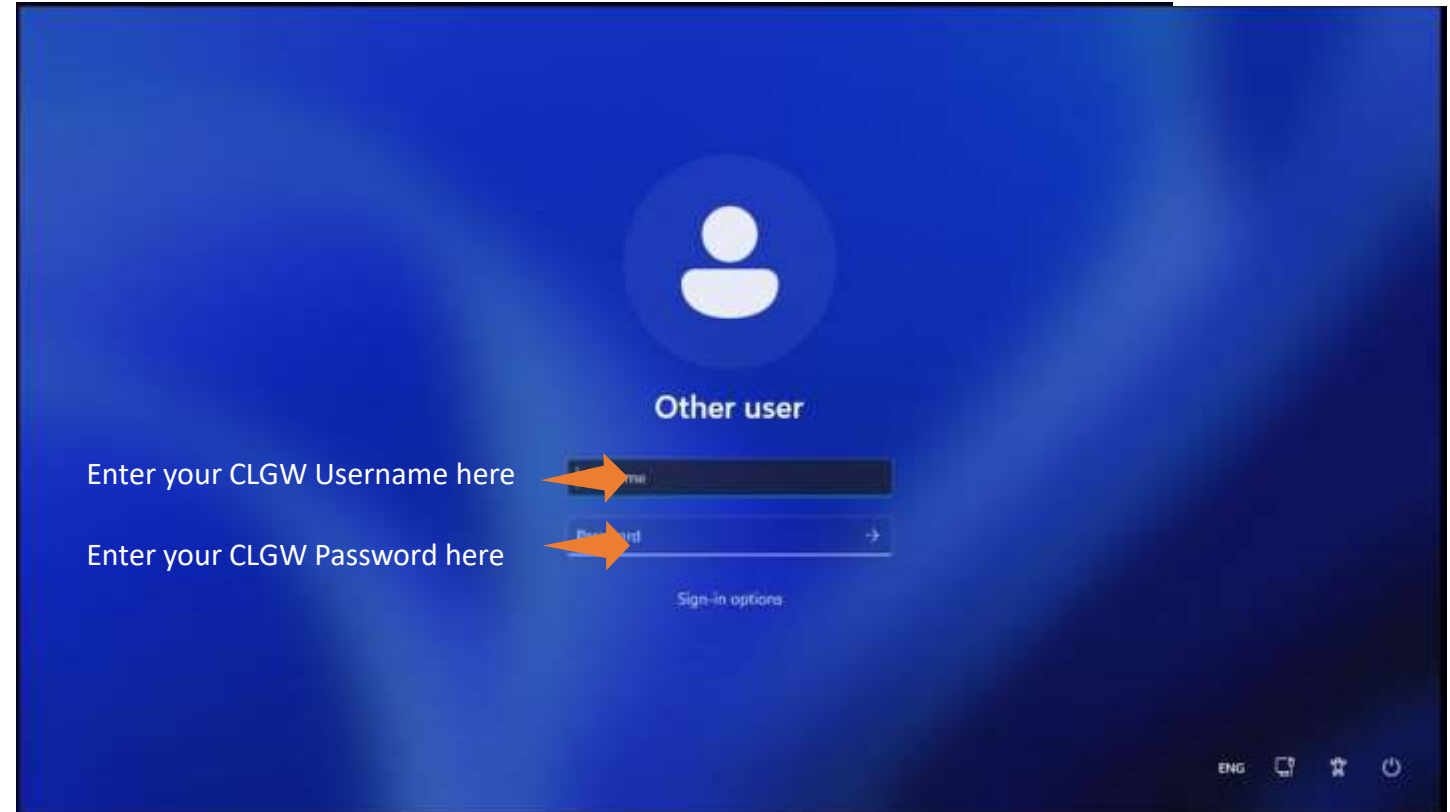 Other user
Enter your CLGW Username here
Enter your CLGW Password here
Sign-in options
ENG